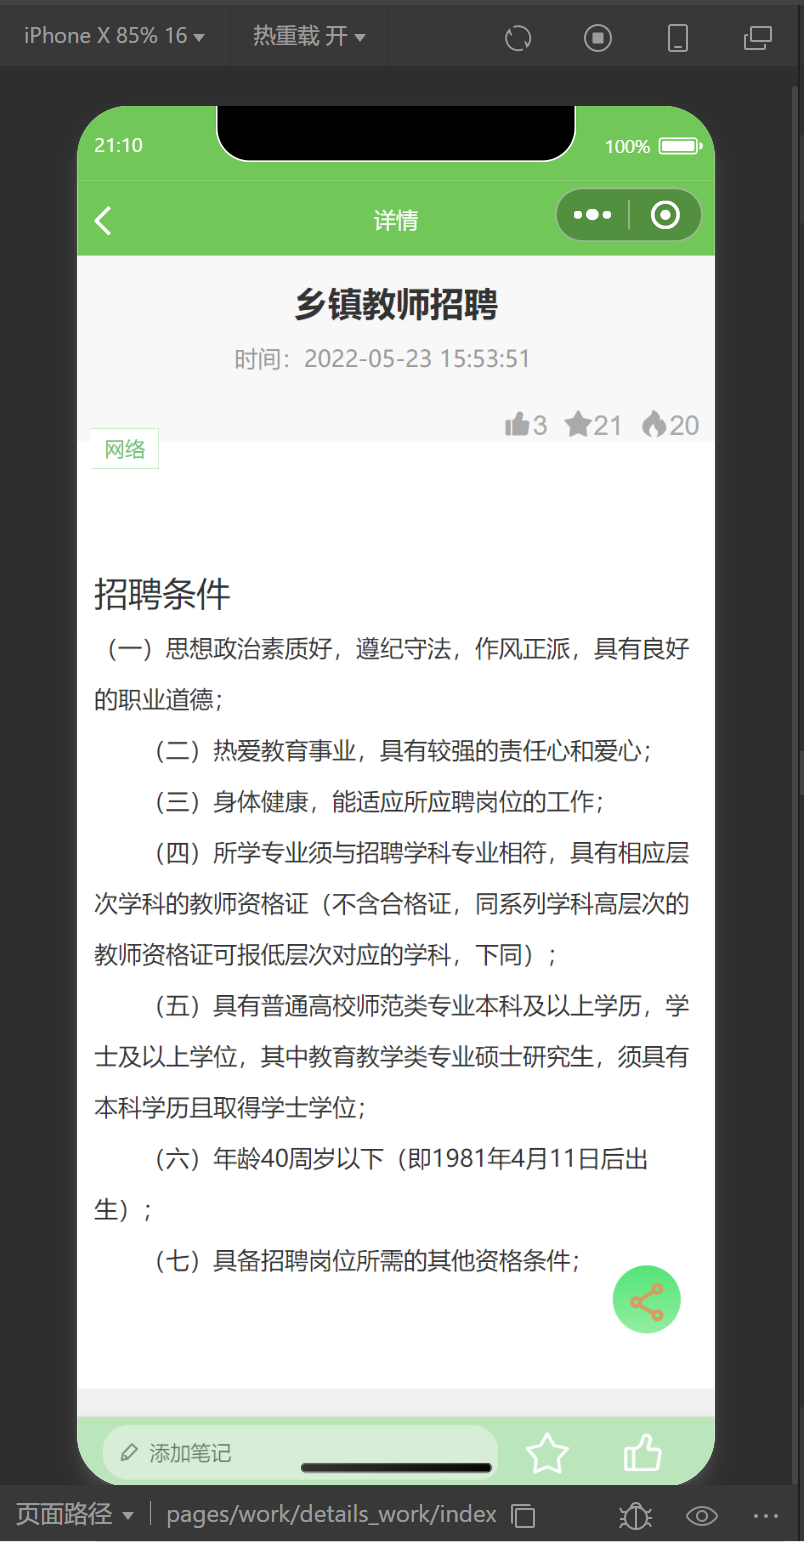 iPhone X 85% 16 热重载 开
21:10 100%
详情
乡镇教师招聘
时间：2022-05-23 15:53:51
3 21 20
网络
招聘条件
（一）思想政治素质好，遵纪守法，作风正派，具有良好
的职业道德；
（二）热爱教育事业，具有较强的责任心和爱心；
（三）身体健康，能适应所应聘岗位的工作；
（四）所学专业须与招聘学科专业相符，具有相应层
次学科的教师资格证（不含合格证，同系列学科高层次的
教师资格证可报低层次对应的学科，下同）；
（五）具有普通高校师范类专业本科及以上学历，学
士及以上学位，其中教育教学类专业硕士研究生，须具有
本科学历且取得学士学位；
（六）年龄40周岁以下（即1981年4月11日后出
生）；
（七）具备招聘岗位所需的其他资格条件；
添加笔记
页面路径 pages/work/details_work/index